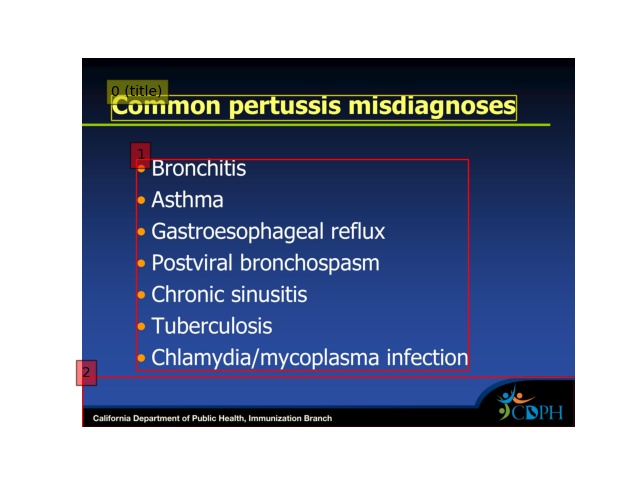 0 (title)
Common pertussis misdiagnoses
1
• Bronchitis
• Asthma
• Gastroesophageal reflux
• Postviral bronchospasm
• Chronic sinusitis
• Tuberculosis
• Chlamydia/mycoplasma infection
2
California Department of Public Health, Immunization Branch
CDPH